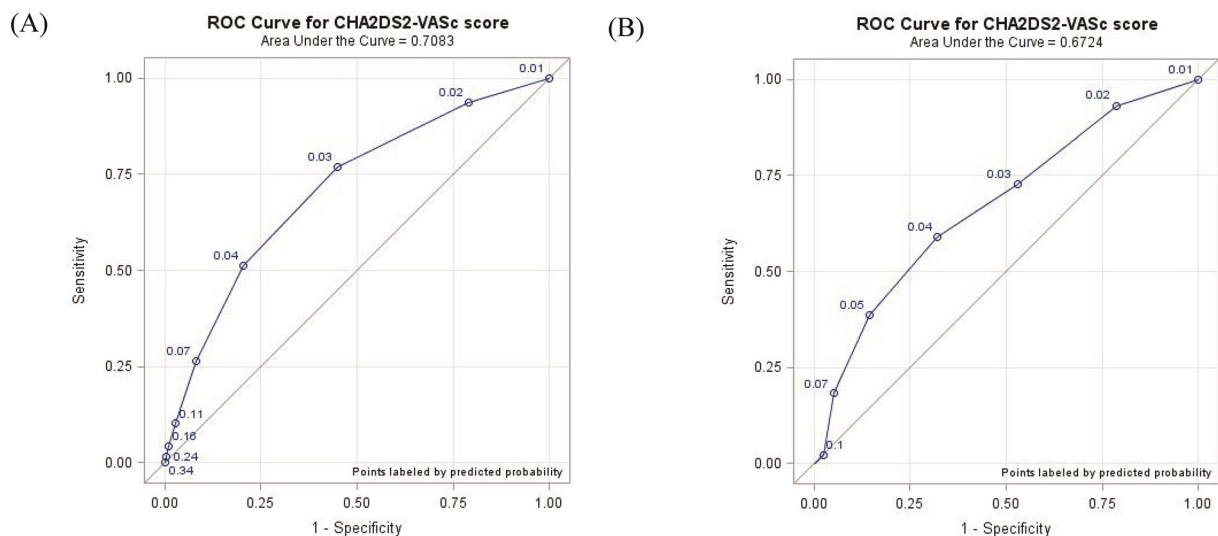 (A)
ROC Curve for CHA2DS2-VASc score
Area Under the Curve = 0.7083
1.00
0.75
0.50
0.25
0.00
Sensitivity
0.01
0.02
0.03
0.04
0.07
0.11
0.16
0.24
0.34
Points labeled by predicted probability
0.00 0.25 0.50 0.75 1.00
1 - Specificity
(B)
ROC Curve for CHA2DS2-VASc score
Area Under the Curve = 0.6724
1.00
0.75
0.50
0.25
0.00
Sensitivity
0.01
0.02
0.03
0.04
0.05
0.07
0.1
Points labeled by predicted probability
0.00 0.25 0.50 0.75 1.00
1 - Specificity